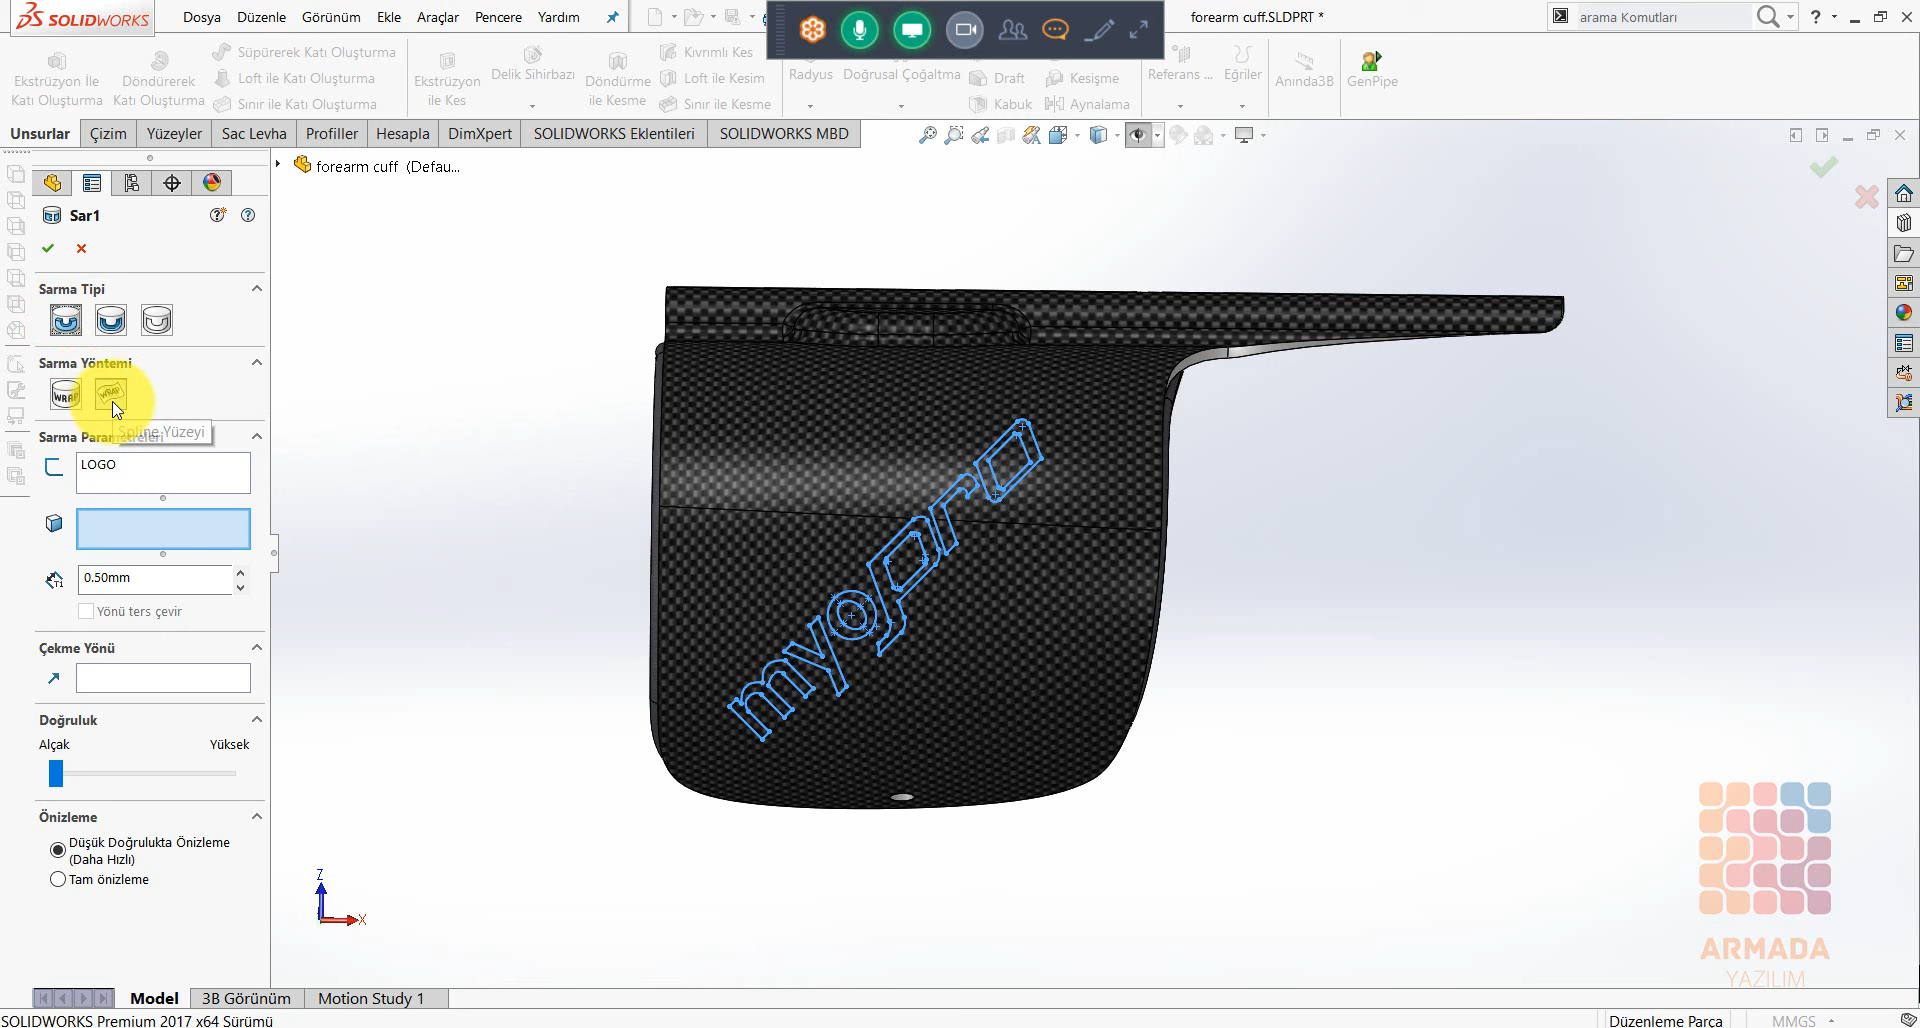 SOLIDWORKS
Dosya Düzenle Görünüm Ekle Araçlar Pencere Yardım
forearm cuff.SLDPRT *
arama Komutları
Ekstrüzyon İle Katı Oluşturma
Döndürerek Katı Oluşturma
Süpürerek Katı Oluşturma
Loft ile Katı Oluşturma
Sınır ile Katı Oluşturma
Ekstrüzyon ile Kes
Delik Sihirbazı
Döndürme ile Kesme
Kıvrımlı Kes
Loft ile Kesim
Sınır ile Kesme
Radyus
Doğrusal Çoğaltma
Draft
Kabuk
Kesişme
Aynalama
Referans ...
Eğriler
Anında3B
GenPipe
Unsurlar Çizim Yüzeyler Sac Levha Profiller Hesapla DimXpert SOLIDWORKS Eklentileri SOLIDWORKS MBD
forearm cuff (Defau...
Sar1
Sarma Tipi
Sarma Yöntemi
WRAP
WRAP
Spline Yüzeyi
Sarma Parametreleri
LOGO
0.50mm
Yönü ters çevir
Çekme Yönü
Doğruluk
Alçak Yüksek
Önizleme
Düşük Doğrulukta Önizleme
(Daha Hızlı)
Tam önizleme
myopro
Z
X
ARMADA
YAZILIM
Model 3B Görünüm Motion Study 1
SOLIDWORKS Premium 2017 x64 Sürümü
Düzenleme Parça
MMGS